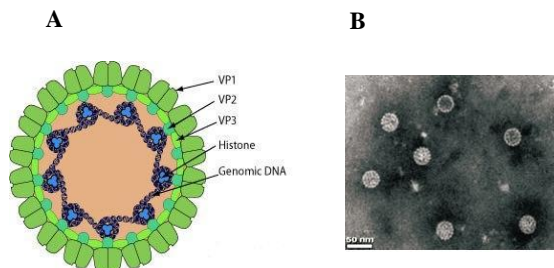 A
B
VP1
VP2
VP3
Histone
Genomic DNA
50 nm